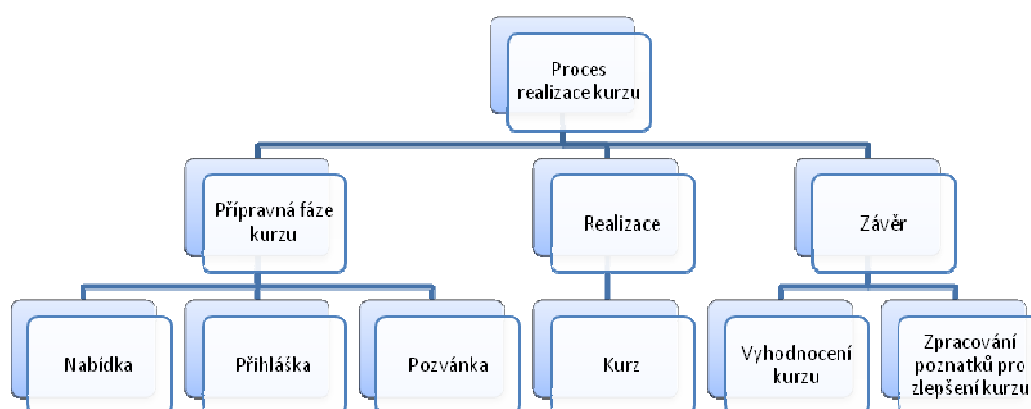 Proces
realizace kurzu
Přípravná fáze
kurzu
Realizace
Závěr
Nabídka
Přihláška
Pozvánka
Kurz
Vyhodnocení
kurzu
Zpracování
poznatků pro
zlepšení kurzu